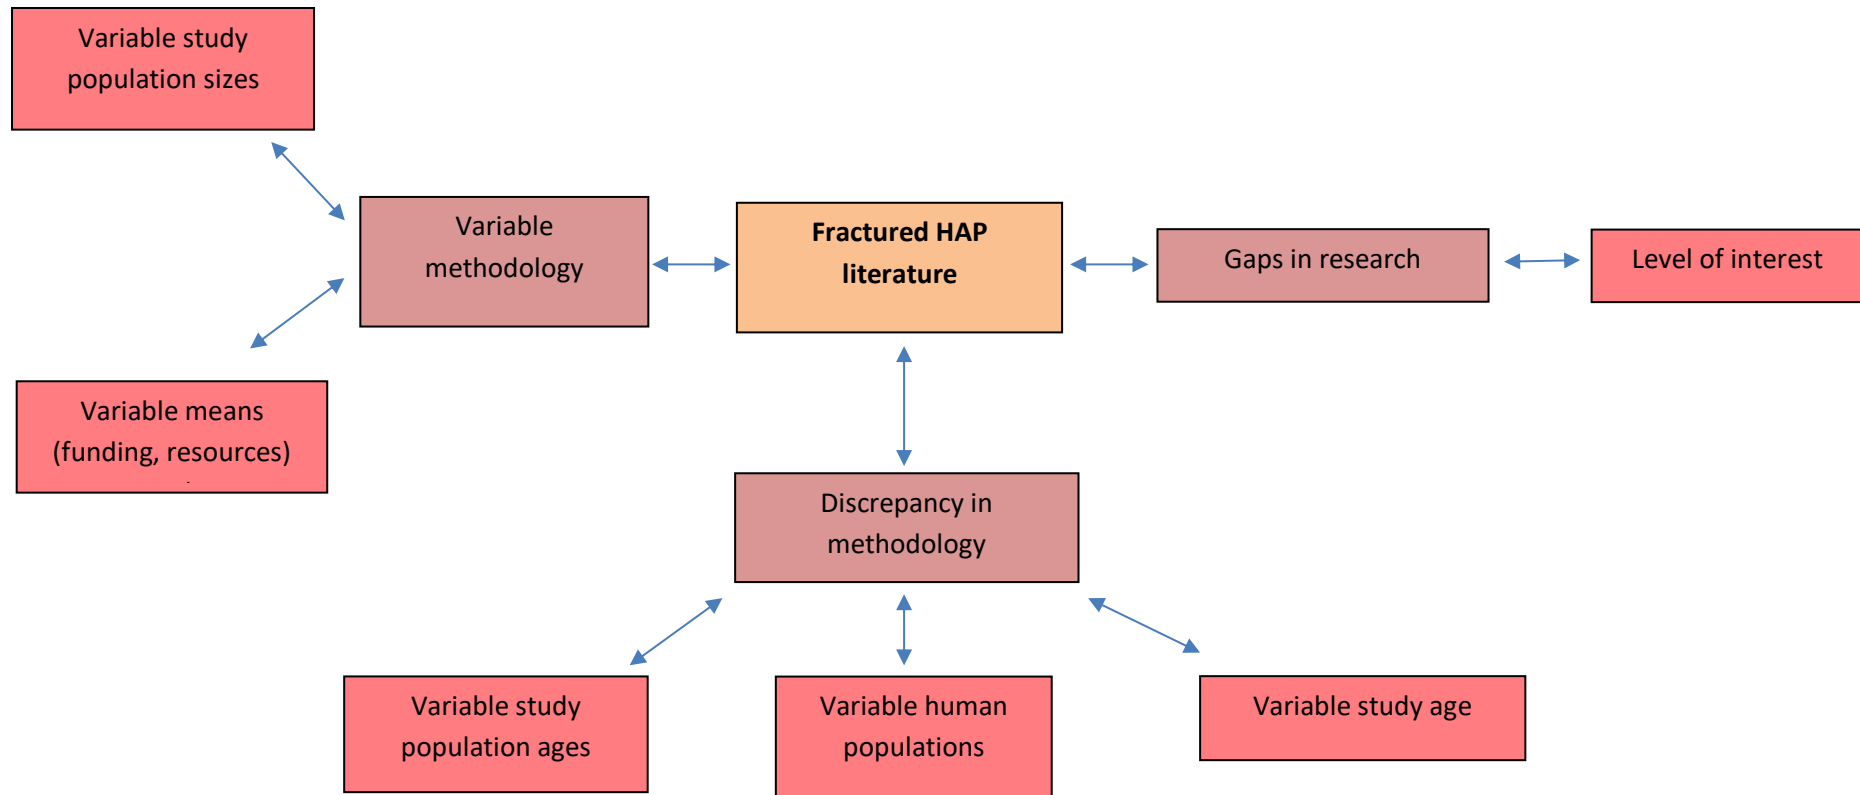 Variable study
population sizes
Variable
methodology
Fractured HAP
literature
Gaps in research
Level of interest
Variable means
(funding, resources)
Discrepancy in
methodology
Variable study
population ages
Variable human
populations
Variable study age